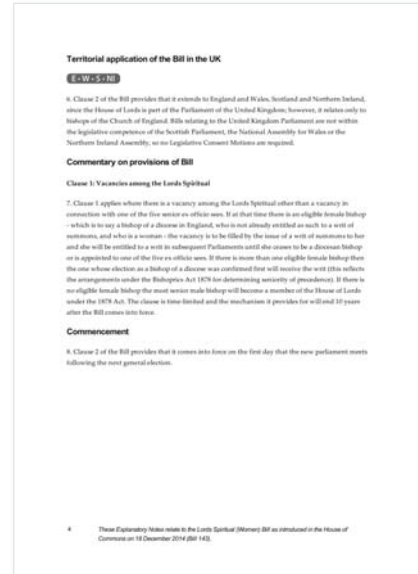 Territorial application of the Bill in the UK
E • W • S • NI
6. Clause 2 of the Bill provides that it extends to England and Wales, Scotland and Northern Ireland,
since the House of Lords is part of the Parliament of the United Kingdom; however, it relates only to
bishops of the Church of England. Bills relating to the United Kingdom Parliament are not within
the legislative competence of the Scottish Parliament, the National Assembly for Wales or the
Northern Ireland Assembly, so no Legislative Consent Motions are required.
Commentary on provisions of Bill
Clause 1: Vacancies among the Lords Spiritual
7. Clause 1 applies where there is a vacancy among the Lords Spiritual other than a vacancy in
connection with one of the five senior ex officio sees. If at that time there is an eligible female bishop
- which is to say a bishop of a diocese in England, who is not already entitled as such to a writ of
summons, and who is a woman - the vacancy is to be filled by the issue of a writ of summons to her
and she will be entitled to a writ in subsequent Parliaments until she ceases to be a diocesan bishop
or is appointed to one of the five ex officio sees. If there is more than one eligible female bishop then
the one whose election as a bishop of a diocese was confirmed first will receive the writ (this reflects
the arrangements under the Bishoprics Act 1878 for determining seniority of precedence). If there is
no eligible female bishop the most senior male bishop will become a member of the House of Lords
under the 1878 Act. The clause is time-limited and the mechanism it provides for will end 10 years
after the Bill comes into force.
Commencement
8. Clause 2 of the Bill provides that it comes into force on the first day that the new parliament meets
following the next general election.
4 These Explanatory Notes relate to the Lords Spiritual (Women) Bill as introduced in the House of
Commons on 18 December 2014 (Bill 143).